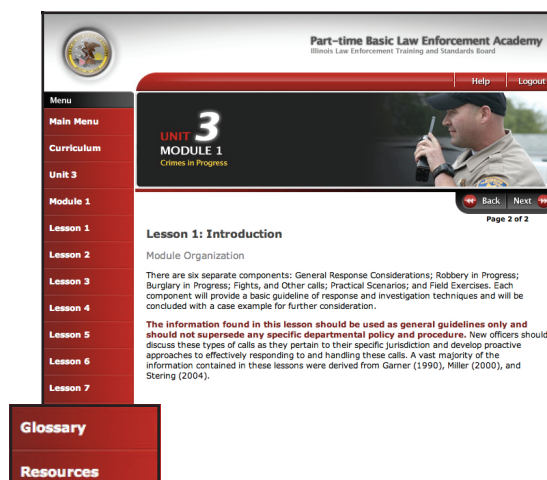 Part-time Basic Law Enforcement Academy
Illinois Law Enforcement Training and Standards Board
Help
Logout
Menu
Main Menu
Curriculum
Unit 3
Module 1
Lesson 1
Lesson 2
Lesson 3
Lesson 4
Lesson 5
Lesson 6
Lesson 7
Glossary
Resources
UNIT 3
MODULE 1
Crimes in Progress
Back
Next
Page 2 of 2
Lesson 1: Introduction
Module Organization
There are six separate components: General Response Considerations; Robbery in Progress;
Burglary in Progress; Fights, and Other calls; Practical Scenarios; and Field Exercises. Each
component will provide a basic guideline of response and investigation techniques and will be
concluded with a case example for further consideration.
The information found in this lesson should be used as general guidelines only and
should not supersede any specific departmental policy and procedure. New officers should
discuss these types of calls as they pertain to their specific jurisdiction and develop proactive
approaches to effectively responding to and handling these calls. A vast majority of the
information contained in these lessons were derived from Garner (1990), Miller (2000), and
Stering (2004).